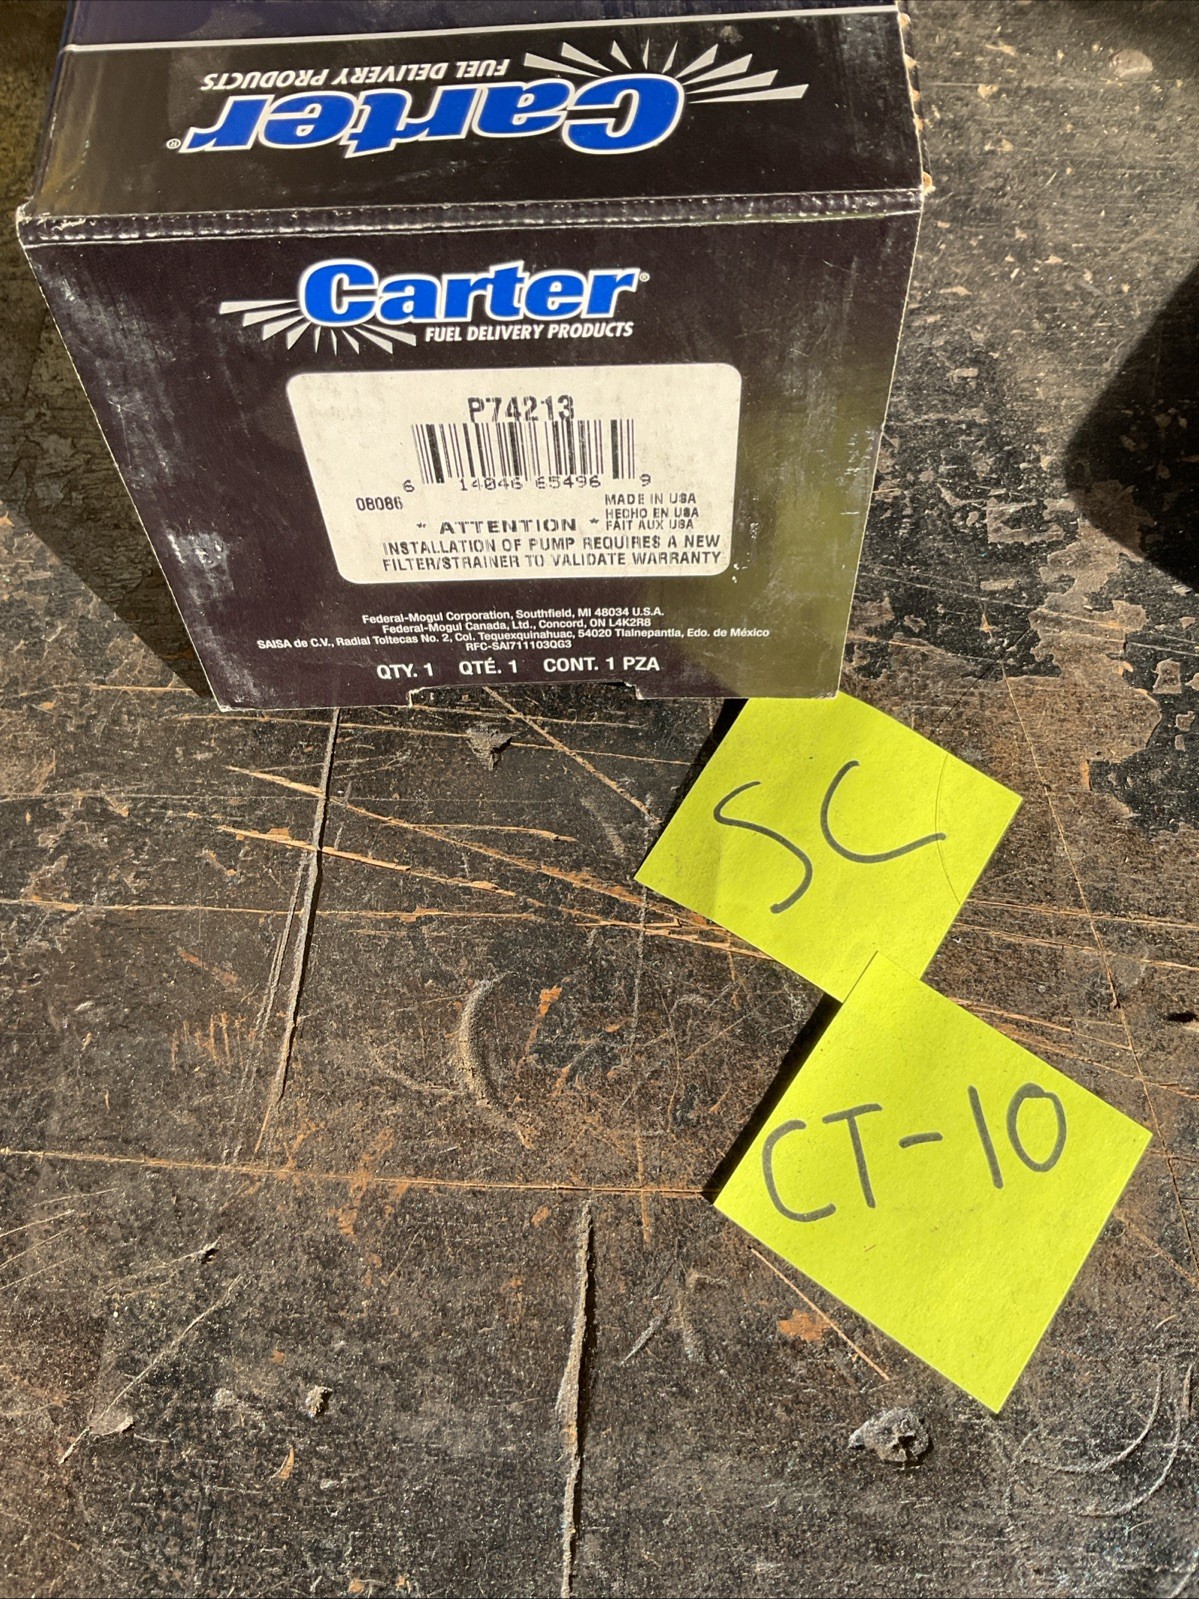 Carter®
FUEL DELIVERY PRODUCTS
Carter®
FUEL DELIVERY PRODUCTS
P74213
6 14046 65496 9
08086
MADE IN USA
HECHO EN USA
FAIT AUX USA
* ATTENTION *
INSTALLATION OF PUMP REQUIRES A NEW
FILTER/STRAINER TO VALIDATE WARRANTY
Federal-Mogul Corporation, Southfield, MI 48034 U.S.A.
Federal-Mogul Canada, Ltd., Concord, ON L4K2R8
SAISA de C.V., Radial Toltecas No. 2, Col. Tequexquinahuac, 54020 Tlalnepantla, Edo. de México
RFC-SAI711103QG3
QTY. 1 QTÉ. 1 CONT. 1 PZA
SC
CT-10